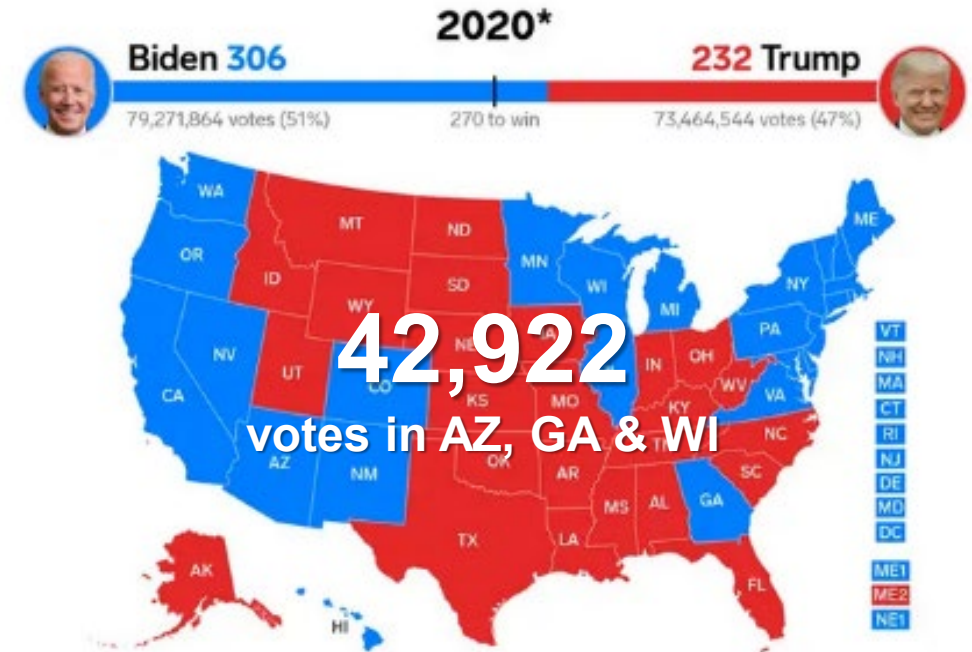 2020*
Biden 306
232 Trump
79,271,864 votes (51%)
270 to win
73,464,544 votes (47%)
WA
MT
ND
ME
OR
MN
ID
SD
WI
NY
WY
MI
PA
42,922
NE
IA
NV
UT
CO
IN
OH
WV
VA
CA
KS
MO
KY
votes in AZ, GA & WI
NC
AZ
NM
OK
AR
SC
MS
AL
GA
TX
LA
FL
AK
HI
VT
NH
MA
CT
RI
NJ
DE
MD
DC
ME1
ME2
NE1